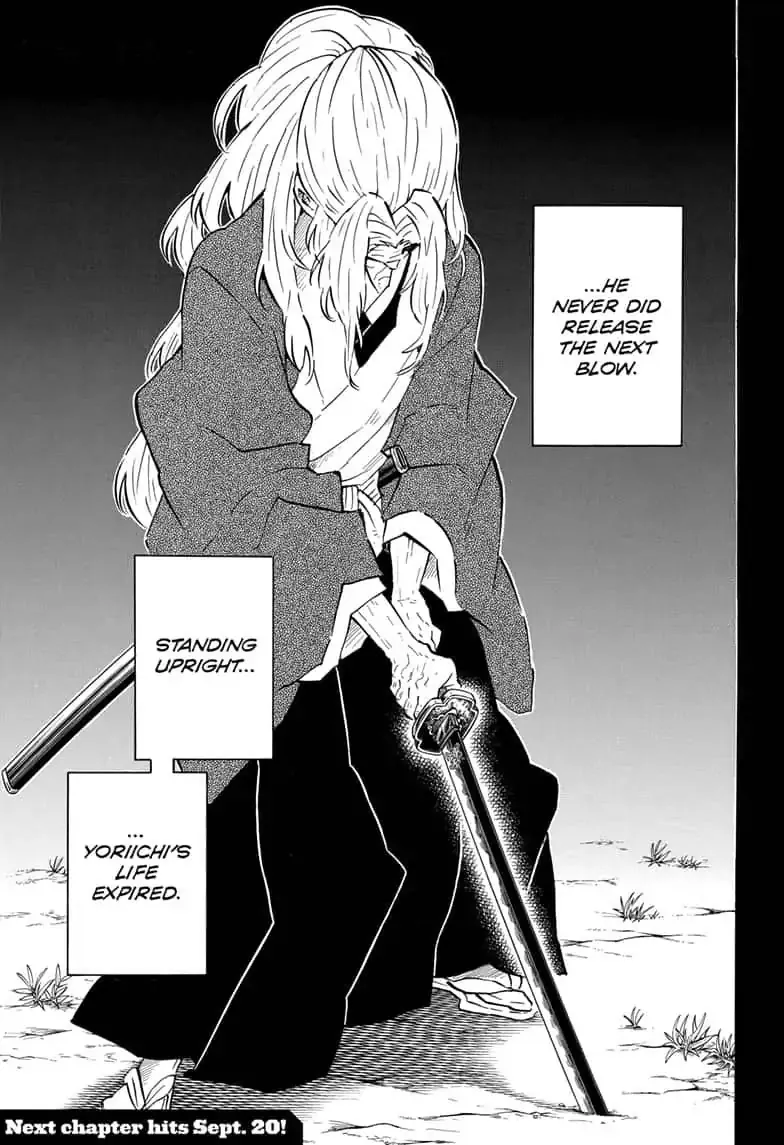 ...HE
NEVER DID
RELEASE
THE NEXT
BLOW.
STANDING
UPRIGHT...
...
YORIICHI'S
LIFE
EXPIRED.
Next chapter hits Sept. 20!